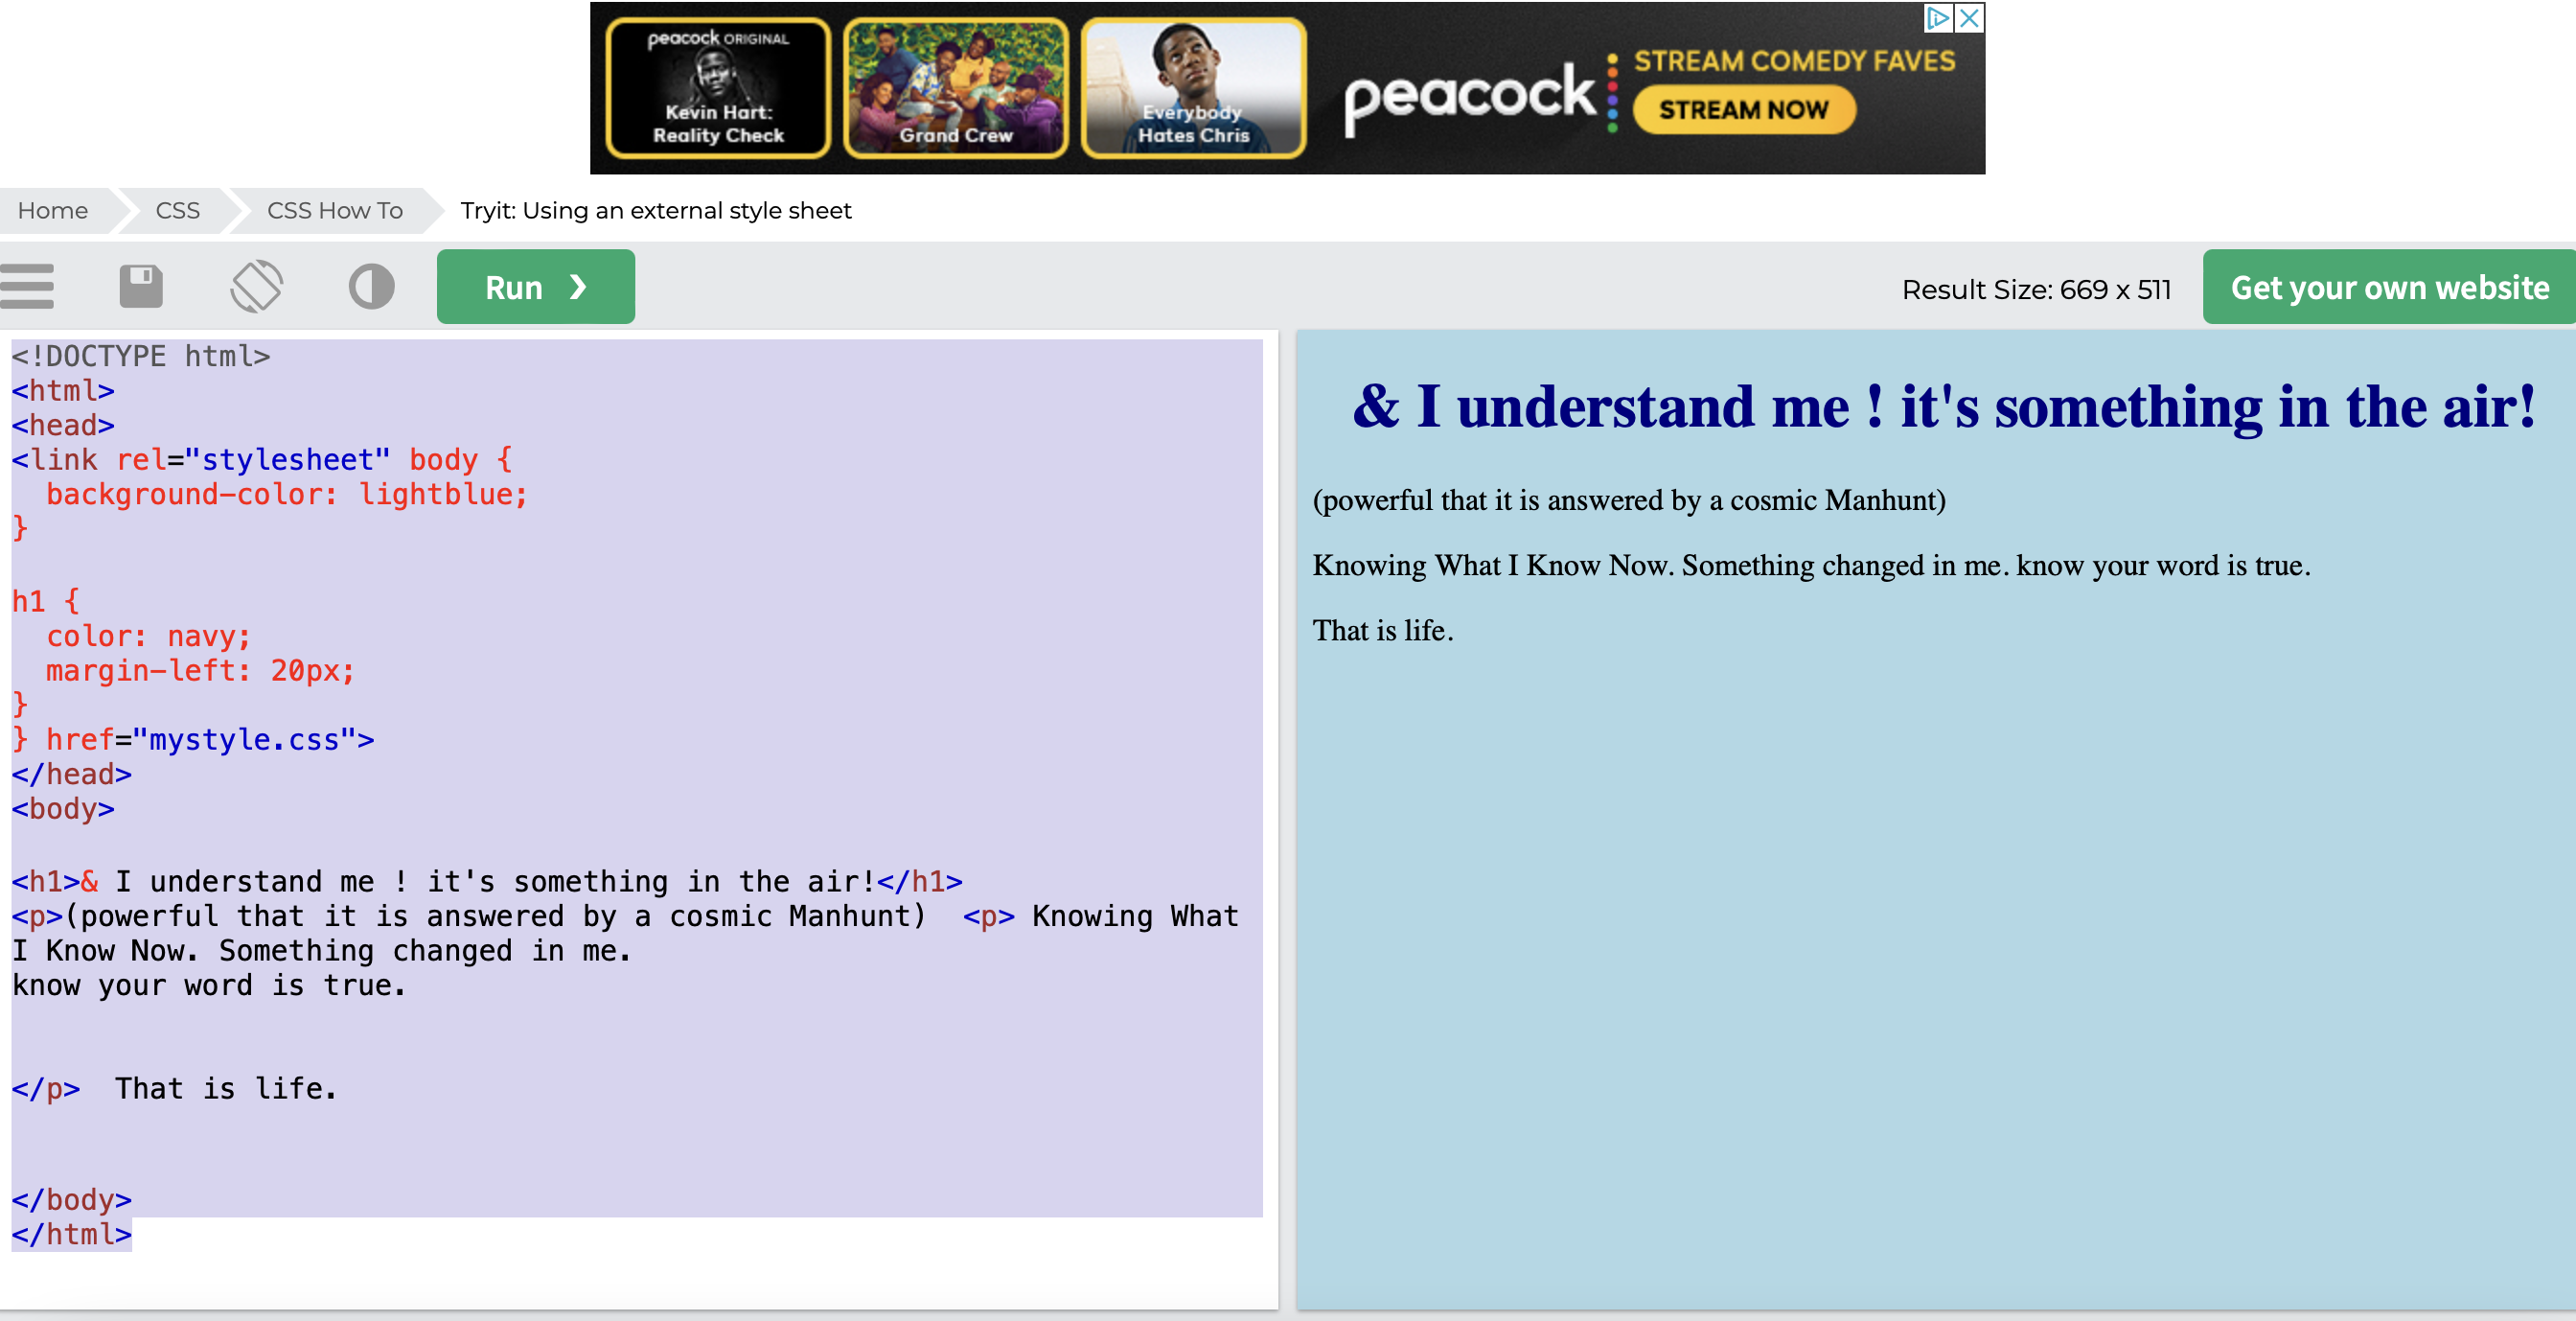 peacock ORIGINAL
Kevin Hart:
Reality Check
Grand Crew
Everybody
Hates Chris
peacock
STREAM COMEDY FAVES
STREAM NOW
Home
CSS
CSS How To
Tryit: Using an external style sheet
Run ❯
Result Size: 669 x 511
Get your own website
<!DOCTYPE html>
<html>
<head>
<link rel="stylesheet" body {
  background-color: lightblue;
}

h1 {
  color: navy;
  margin-left: 20px;
}
} href="mystyle.css">
</head>
<body>

<h1>& I understand me ! it's something in the air!</h1>
<p>(powerful that it is answered by a cosmic Manhunt)  <p> Knowing What
I Know Now. Something changed in me.
know your word is true.

</p>  That is life.

</body>
</html>
& I understand me ! it's something in the air!
(powerful that it is answered by a cosmic Manhunt)
Knowing What I Know Now. Something changed in me. know your word is true.
That is life.